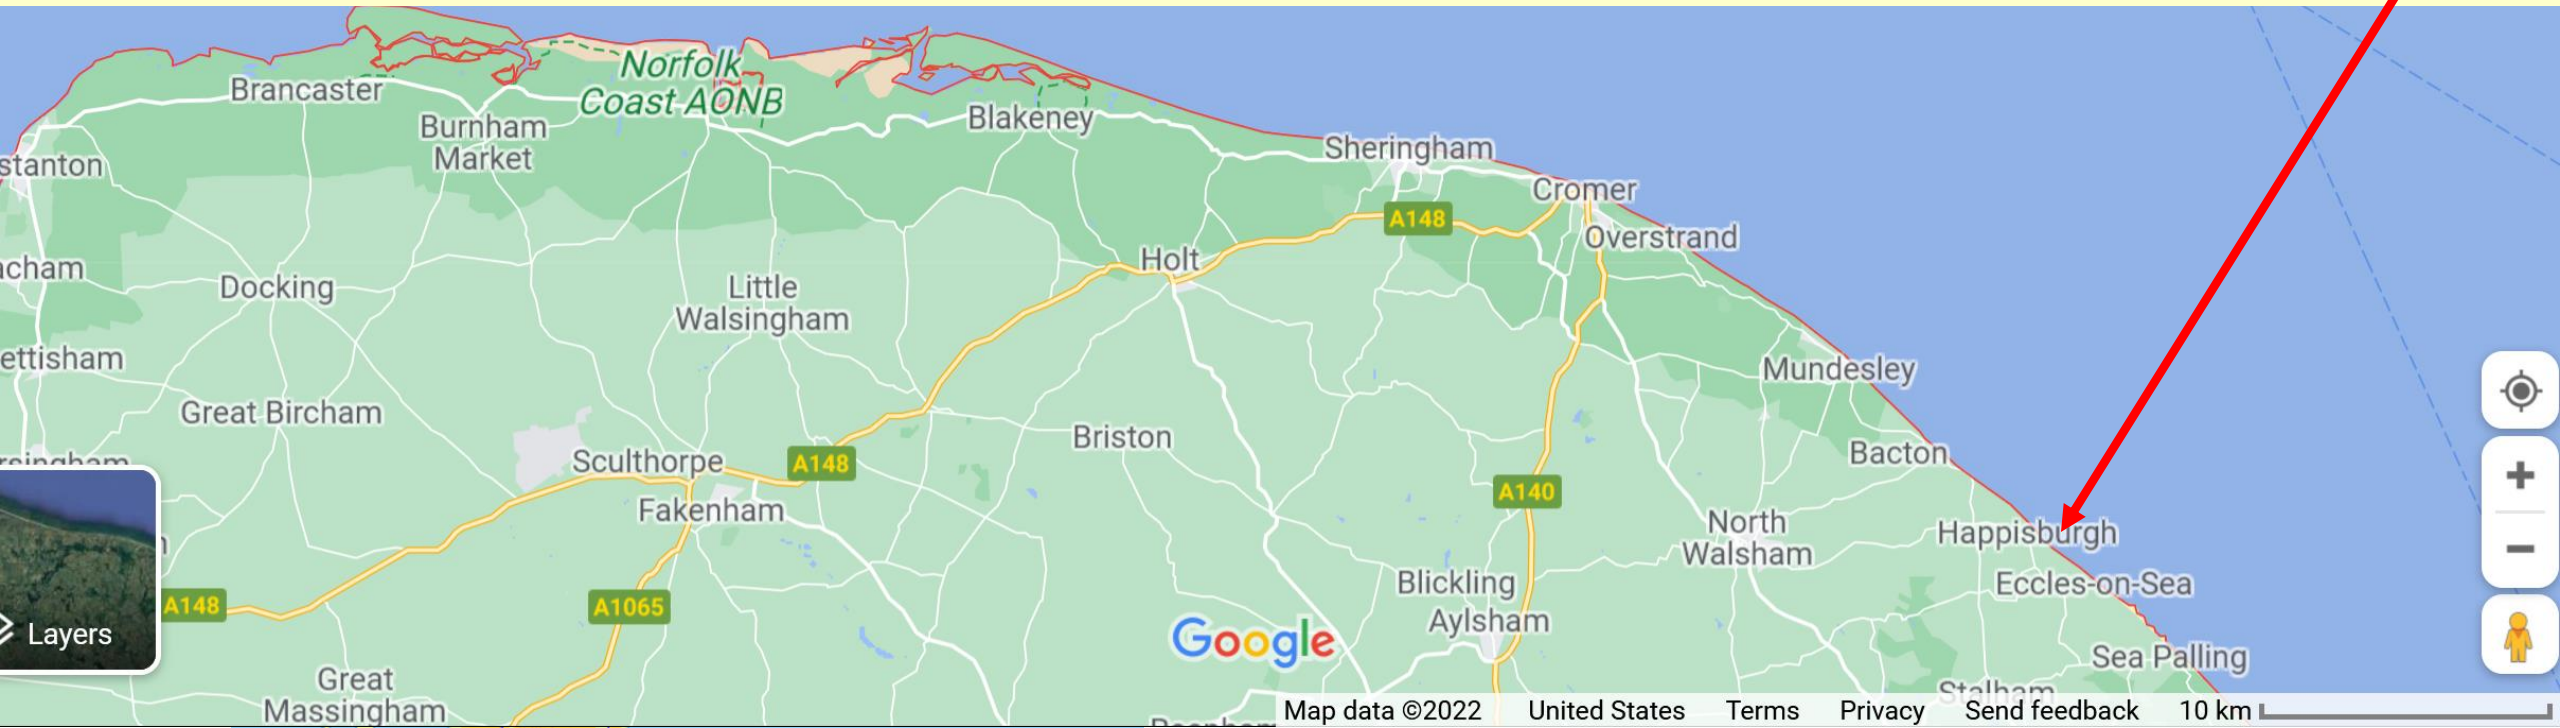 Norfolk
Coast AONB
Brancaster
Burnham
Market
Blakeney
Sheringham
stanton
Cromer
A148
Overstrand
Holt
acham
Docking
Little
Walsingham
ettisham
Mundesley
Great Bircham
Briston
Bacton
Sculthorpe
A148
A140
Fakenham
North
Walsham
Happisburgh
Blickling
Eccles-on-Sea
A148
A1065
Aylsham
Layers
Google
Sea Palling
Great
Massingham
Stalham
Map data ©2022 United States Terms Privacy Send feedback 10 km